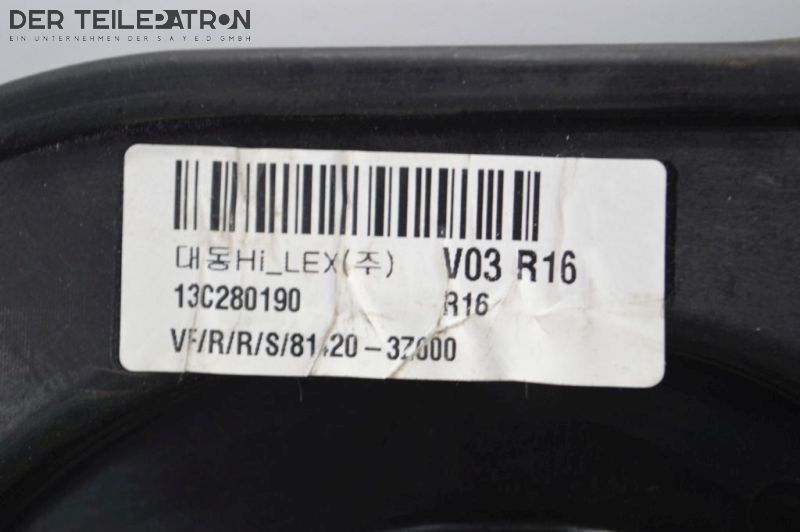 DER TEILEPATRON
EIN UNTERNEHMEN DER S A Y E D GMBH
대동Hi_LEX(주) V03 R16
13C280190 R16
VF/R/R/S/81420-3Z000